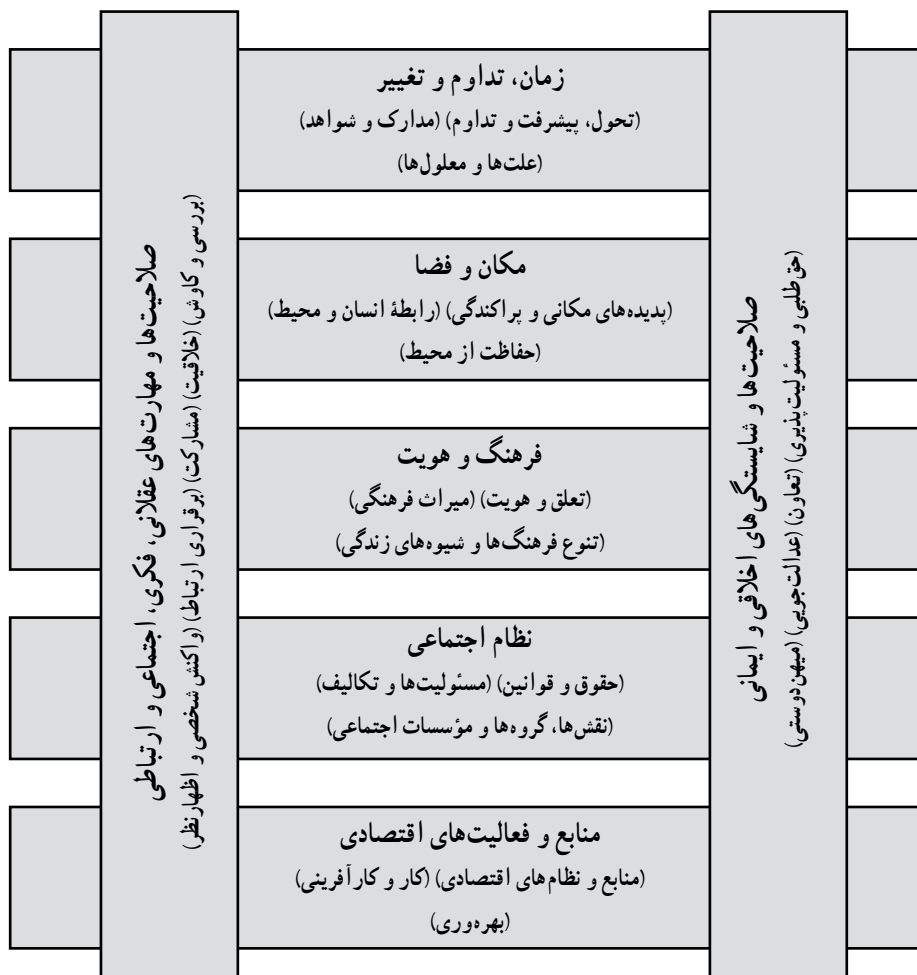 زمان، تداوم و تغییر
(تحول، پیشرفت و تداوم) (مدارک و شواهد)
(علت‌ها و معلول‌ها)
مکان و فضا
(پدیده‌های مکانی و پراکندگی) (رابطهٔ انسان و محیط)
(حفاظت از محیط)
فرهنگ و هویت
(تعلق و هویت) (میراث فرهنگی)
(تنوع فرهنگ‌ها و شیوه‌های زندگی)
نظام اجتماعی
(حقوق و قوانین) (مسئولیت‌ها و تکالیف)
(نقش‌ها، گروه‌ها و مؤسسات اجتماعی)
منابع و فعالیت‌های اقتصادی
(منابع و نظام‌های اقتصادی) (کار و کارآفرینی)
(بهره‌وری)
صلاحیت‌ها و شایستگی‌های اخلاقی و ایمانی
(حق‌طلبی و مسئولیت‌پذیری) (تعاون) (عدالت‌جویی) (میهن‌دوستی)
صلاحیت‌ها و مهارت‌های عقلانی، فکری، اجتماعی و ارتباطی
(بررسی و کاوش) (خلاقیت) (مشارکت) (برقراری ارتباط) (واکنش شخصی و اظهارنظر)